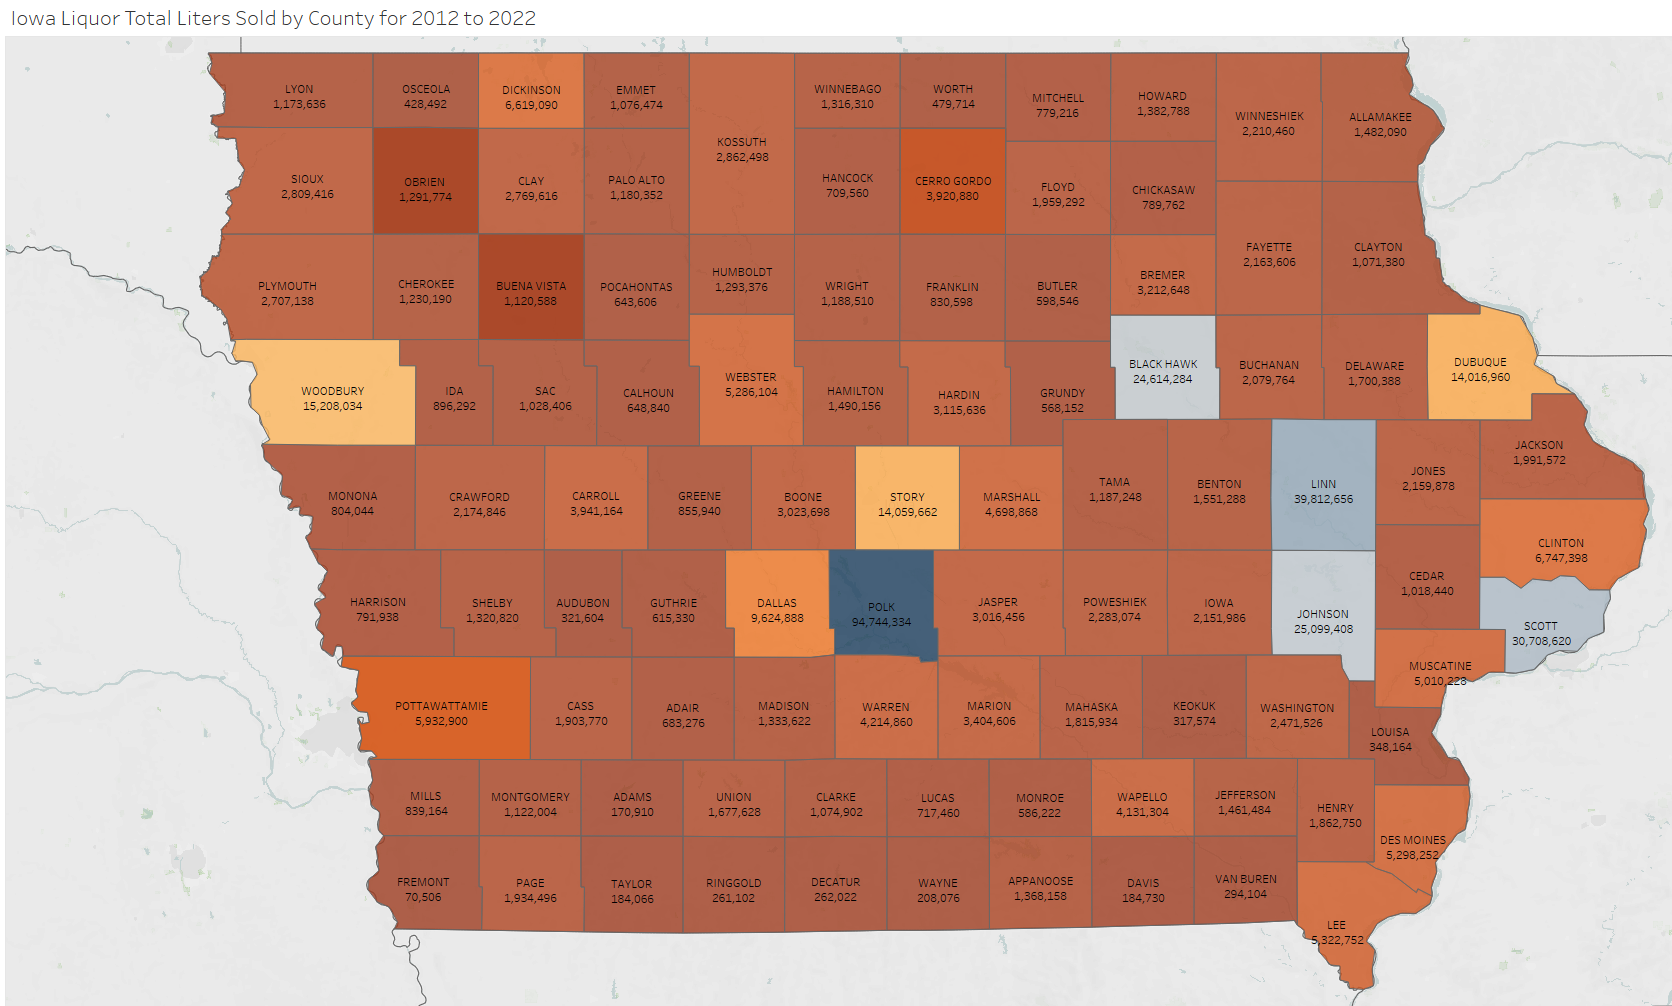 Iowa Liquor Total Liters Sold by County for 2012 to 2022
LYON
1,173,636
OSCEOLA
428,492
DICKINSON
6,619,090
EMMET
1,076,474
KOSSUTH
2,862,498
WINNEBAGO
1,316,310
WORTH
479,714
MITCHELL
779,216
HOWARD
1,382,788
WINNESHIEK
2,210,460
ALLAMAKEE
1,482,090
SIOUX
2,809,416
OBRIEN
1,291,774
CLAY
2,769,616
PALO ALTO
1,180,352
HANCOCK
709,560
CERRO GORDO
3,920,880
FLOYD
1,959,292
CHICKASAW
789,762
FAYETTE
2,163,606
CLAYTON
1,071,380
PLYMOUTH
2,707,138
CHEROKEE
1,230,190
BUENA VISTA
1,120,588
POCAHONTAS
643,606
HUMBOLDT
1,293,376
WRIGHT
1,188,510
FRANKLIN
830,598
BUTLER
598,546
BREMER
3,212,648
WOODBURY
15,208,034
IDA
896,292
SAC
1,028,406
CALHOUN
648,840
WEBSTER
5,286,104
HAMILTON
1,490,156
HARDIN
3,115,636
GRUNDY
568,152
BLACK HAWK
24,614,284
BUCHANAN
2,079,764
DELAWARE
1,700,388
DUBUQUE
14,016,960
MONONA
804,044
CRAWFORD
2,174,846
CARROLL
3,941,164
GREENE
855,940
BOONE
3,023,698
STORY
14,059,662
MARSHALL
4,698,868
TAMA
1,187,248
BENTON
1,551,288
LINN
39,812,656
JONES
2,159,878
JACKSON
1,991,572
CLINTON
6,747,398
HARRISON
791,938
SHELBY
1,320,820
AUDUBON
321,604
GUTHRIE
615,330
DALLAS
9,624,888
POLK
94,744,334
JASPER
3,016,456
POWESHIEK
2,283,074
IOWA
2,151,986
JOHNSON
25,099,408
CEDAR
1,018,440
SCOTT
30,708,620
MUSCATINE
5,010,228
POTTAWATTAMIE
5,932,900
CASS
1,903,770
ADAIR
683,276
MADISON
1,333,622
WARREN
4,214,860
MARION
3,404,606
MAHASKA
1,815,934
KEOKUK
317,574
WASHINGTON
2,471,526
LOUISA
348,164
MILLS
839,164
MONTGOMERY
1,122,004
ADAMS
170,910
UNION
1,677,628
CLARKE
1,074,902
LUCAS
717,460
MONROE
586,222
WAPELLO
4,131,304
JEFFERSON
1,461,484
HENRY
1,862,750
DES MOINES
5,298,252
FREMONT
70,506
PAGE
1,934,496
TAYLOR
184,066
RINGGOLD
261,102
DECATUR
262,022
WAYNE
208,076
APPANOOSE
1,368,158
DAVIS
184,730
VAN BUREN
294,104
LEE
5,322,752